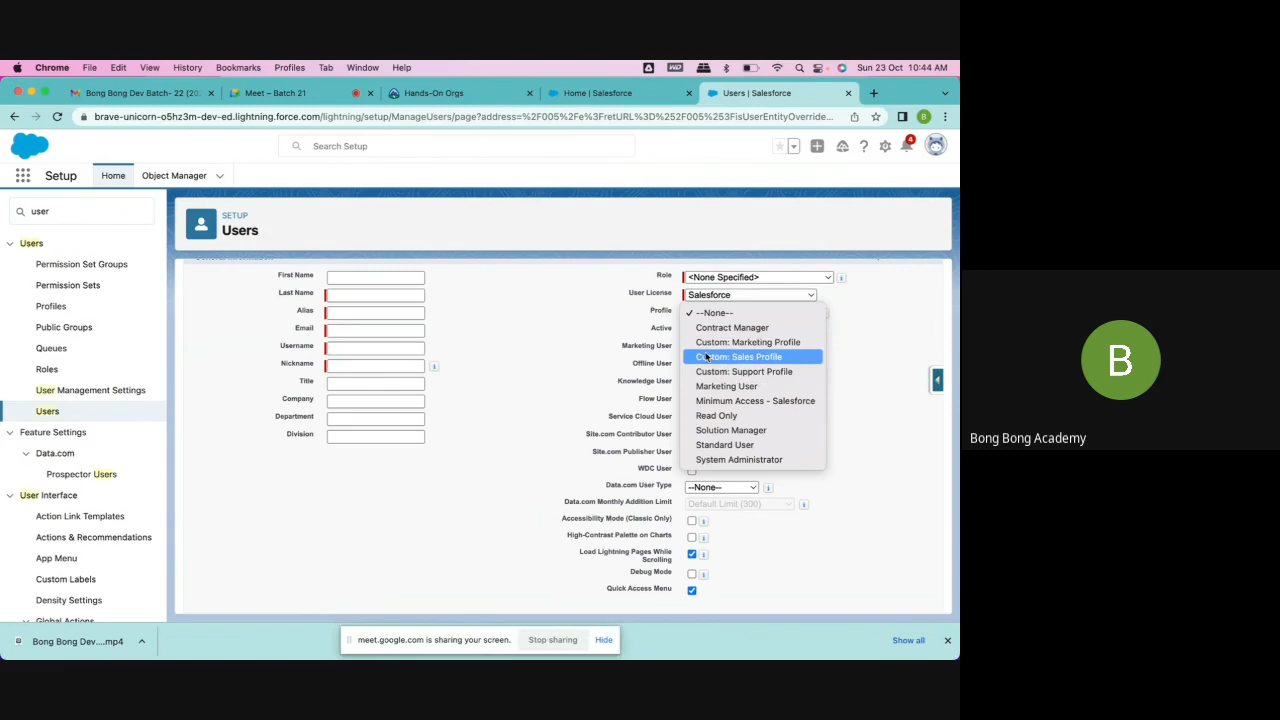 Chrome File Edit View History Bookmarks Profiles Tab Window Help Sun 23 Oct 10:44 AM
Bong Bong Dev Batch- 22 (20
Meet – Batch 21
Hands-On Orgs
Home | Salesforce
Users | Salesforce
brave-unicorn-o5hz3m-dev-ed.lightning.force.com/lightning/setup/ManageUsers/page?address=%2F005%2Fe%3FretURL%3D%252F005%253FisUserEntityOverride...
B
Search Setup
4
Setup
Home
Object Manager
user
Users
Permission Set Groups
Permission Sets
Profiles
Public Groups
Queues
Roles
User Management Settings
Users
Feature Settings
Data.com
Prospector Users
User Interface
Action Link Templates
Actions & Recommendations
App Menu
Custom Labels
Density Settings
Global Actions
SETUP
Users
General Information
First Name
Last Name
Alias
Email
Username
Nickname
Title
Company
Department
Division
Role <None Specified>
User License Salesforce
Profile
Active
Marketing User
Offline User
Knowledge User
Flow User
Service Cloud User
Site.com Contributor User
Site.com Publisher User
WDC User
--None--
Contract Manager
Custom: Marketing Profile
Custom: Sales Profile
Custom: Support Profile
Marketing User
Minimum Access - Salesforce
Read Only
Solution Manager
Standard User
System Administrator
Data.com User Type --None--
Data.com Monthly Addition Limit Default Limit (300)
Accessibility Mode (Classic Only)
High-Contrast Palette on Charts
Load Lightning Pages While
Scrolling
Debug Mode
Quick Access Menu
Bong Bong Dev....mp4
meet.google.com is sharing your screen. Stop sharing Hide
Show all
B
Bong Bong Academy